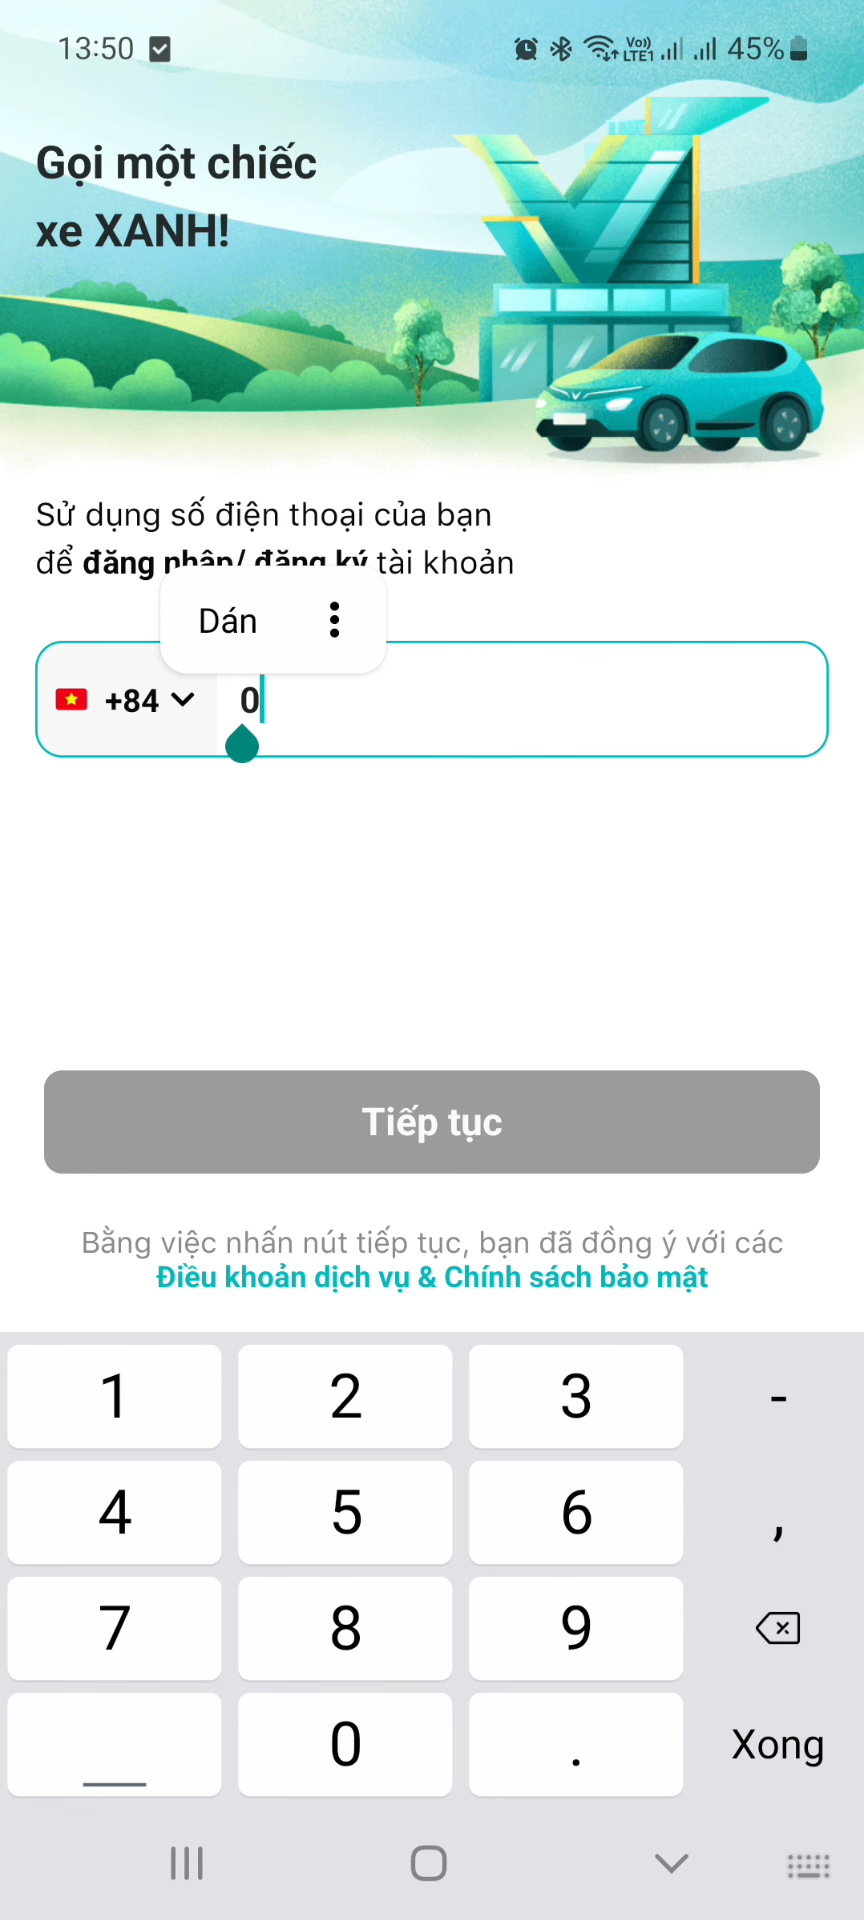 13:50
Vo))
LTE1
45%
Gọi một chiếc
xe XANH!
Sử dụng số điện thoại của bạn
để đăng nhập/ đăng ký tài khoản
Dán
+84
0
Tiếp tục
Bằng việc nhấn nút tiếp tục, bạn đã đồng ý với các
Điều khoản dịch vụ & Chính sách bảo mật
1 2 3 -
4 5 6 ,
7 8 9
0 .
Xong